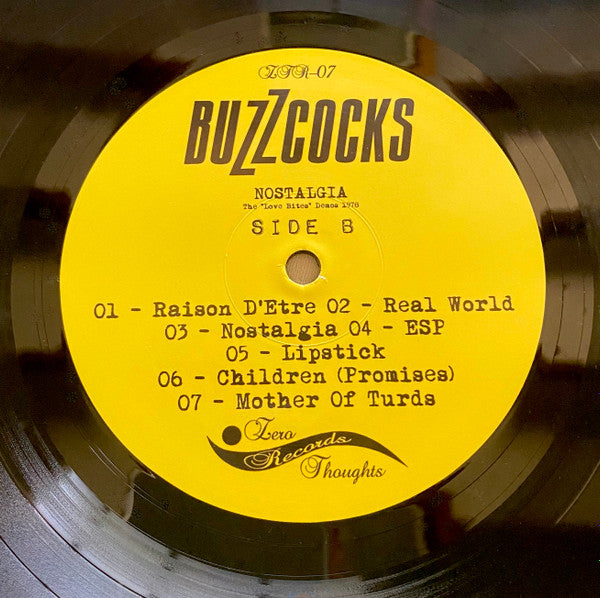 ZTR-07
BUZZCOCKS
NOSTALGIA
The "Love Bites" Demos 1978
SIDE B
01 - Raison D'Etre 02 - Real World
03 - Nostalgia 04 - ESP
05 - Lipstick
06 - Children (Promises)
07 - Mother Of Turds
Zero
Records
Thoughts